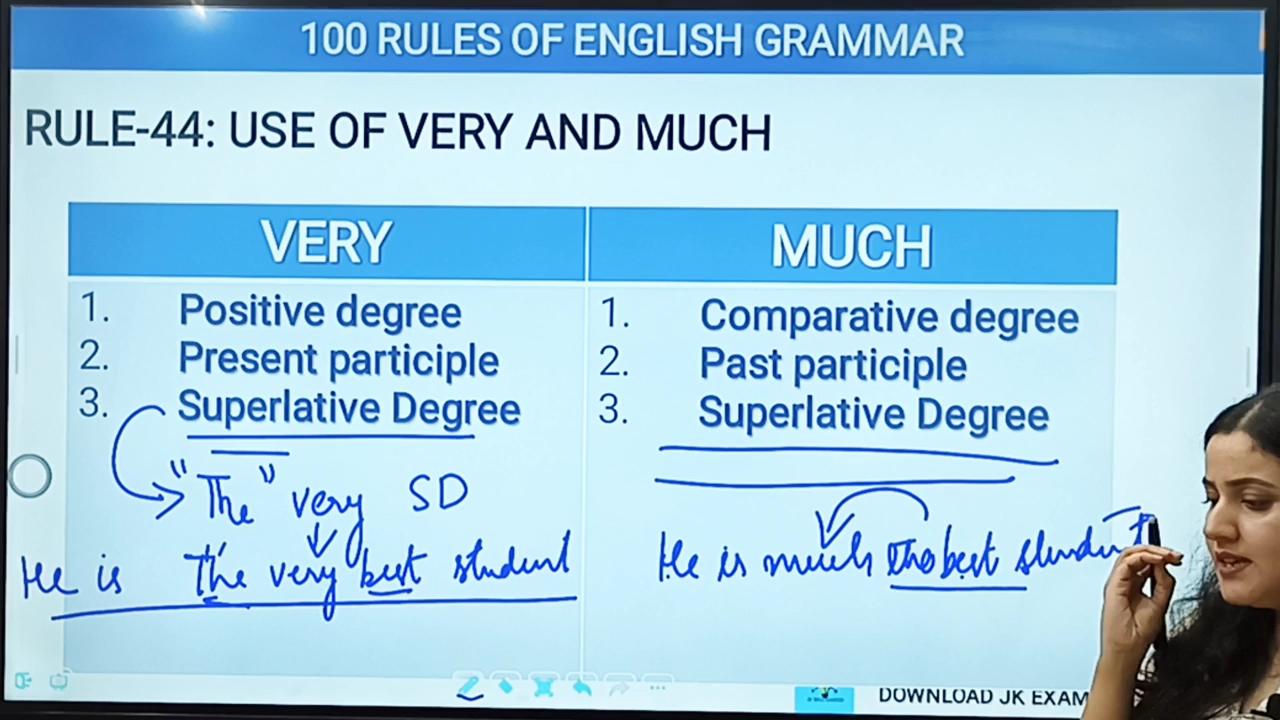 100 RULES OF ENGLISH GRAMMAR
RULE-44: USE OF VERY AND MUCH
VERY
1. Positive degree
2. Present participle
3. Superlative Degree
"The" very SD
He is the very best student
MUCH
1. Comparative degree
2. Past participle
3. Superlative Degree
He is much the best student
DOWNLOAD JK EXAM